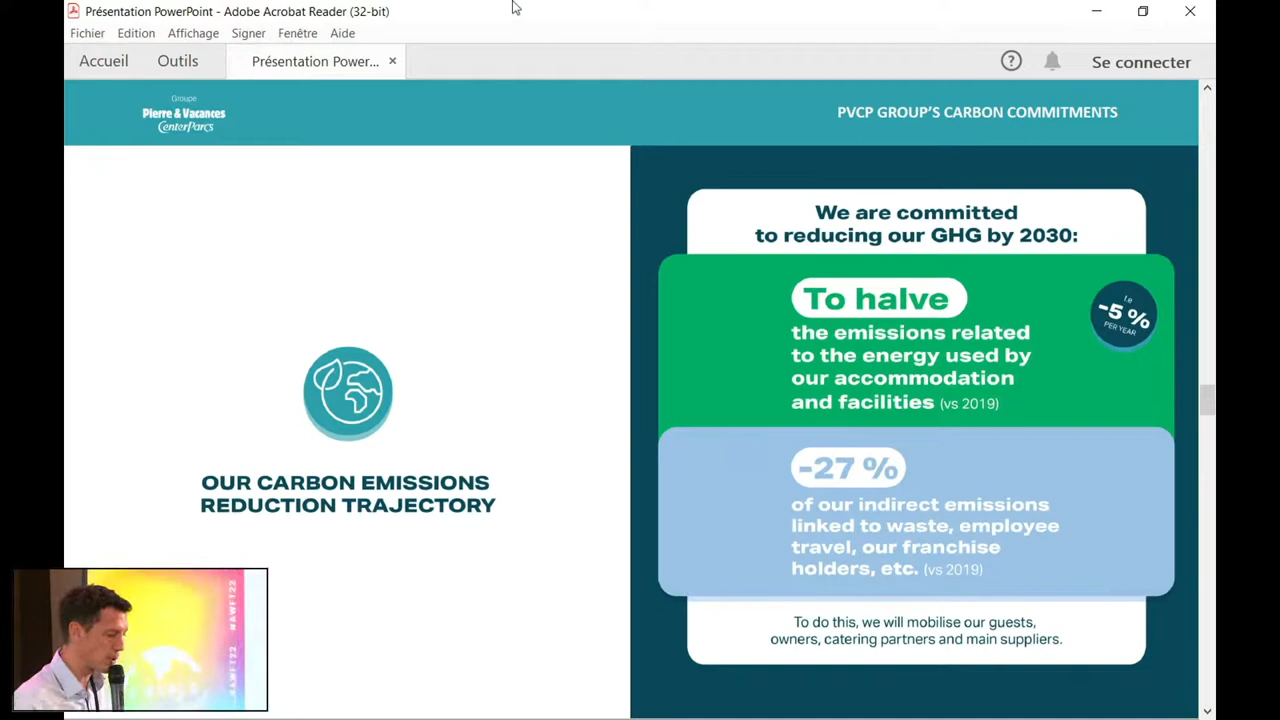 Présentation PowerPoint - Adobe Acrobat Reader (32-bit)
Fichier Edition Affichage Signer Fenêtre Aide
Accueil Outils Présentation Power... × ? Se connecter
Groupe
Pierre & Vacances
CenterParcs
PVCP GROUP'S CARBON COMMITMENTS
OUR CARBON EMISSIONS
REDUCTION TRAJECTORY
We are committed
to reducing our GHG by 2030:
To halve
the emissions related
to the energy used by
our accommodation
and facilities (vs 2019)
I.e
-5 %
PER YEAR
-27 %
of our indirect emissions
linked to waste, employee
travel, our franchise
holders, etc. (vs 2019)
To do this, we will mobilise our guests,
owners, catering partners and main suppliers.
#AWFT22
#AWFT22